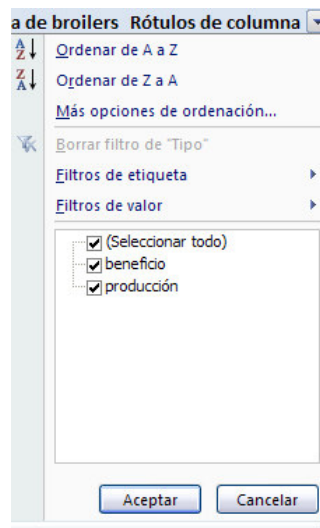 a de broilers Rótulos de columna
Ordenar de A a Z
Ordenar de Z a A
Más opciones de ordenación...
Borrar filtro de "Tipo"
Filtros de etiqueta
Filtros de valor
(Seleccionar todo)
beneficio
producción
Aceptar Cancelar